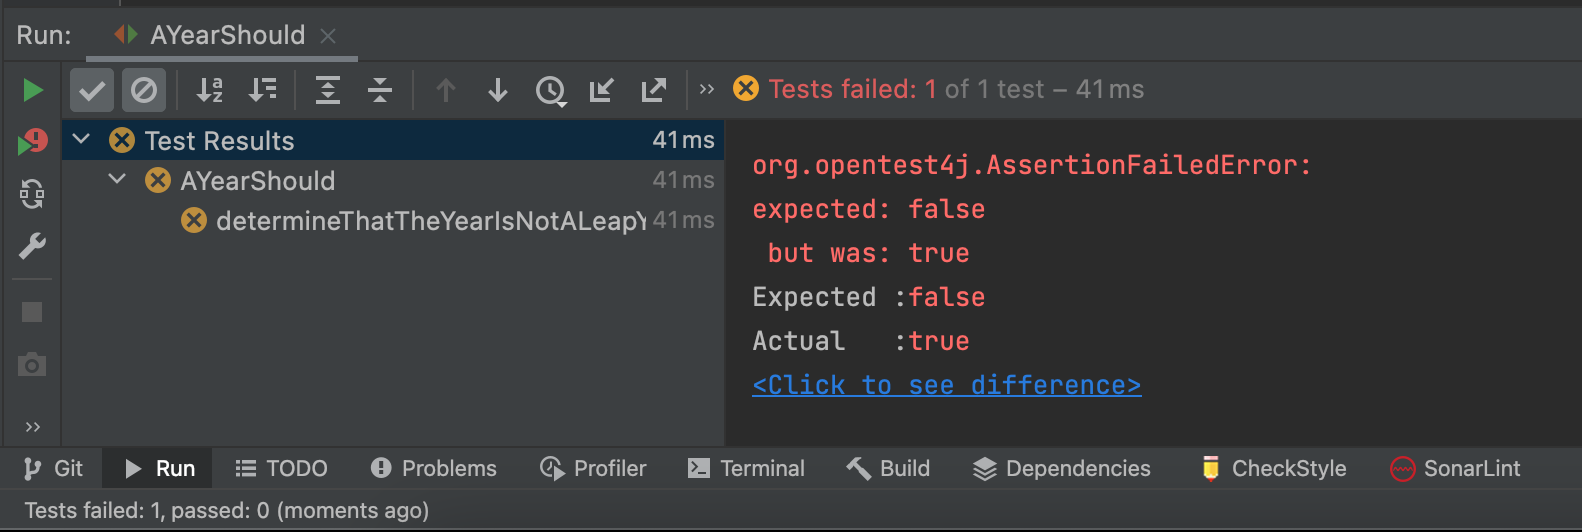 Run: AYearShould
Tests failed: 1 of 1 test – 41 ms
Test Results 41 ms
AYearShould 41 ms
determineThatTheYearIsNotALeapY 41 ms
org.opentest4j.AssertionFailedError:
expected: false
but was: true
Expected :false
Actual :true
<Click to see difference>
Git Run TODO Problems Profiler Terminal Build Dependencies CheckStyle SonarLint
Tests failed: 1, passed: 0 (moments ago)